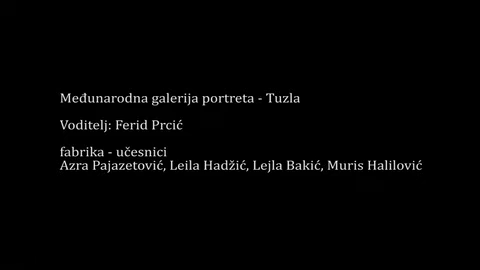 Međunarodna galerija portreta - Tuzla
Voditelj: Ferid Prcić
fabrika - učesnici
Azra Pajazetović, Leila Hadžić, Lejla Bakić, Muris Halilović